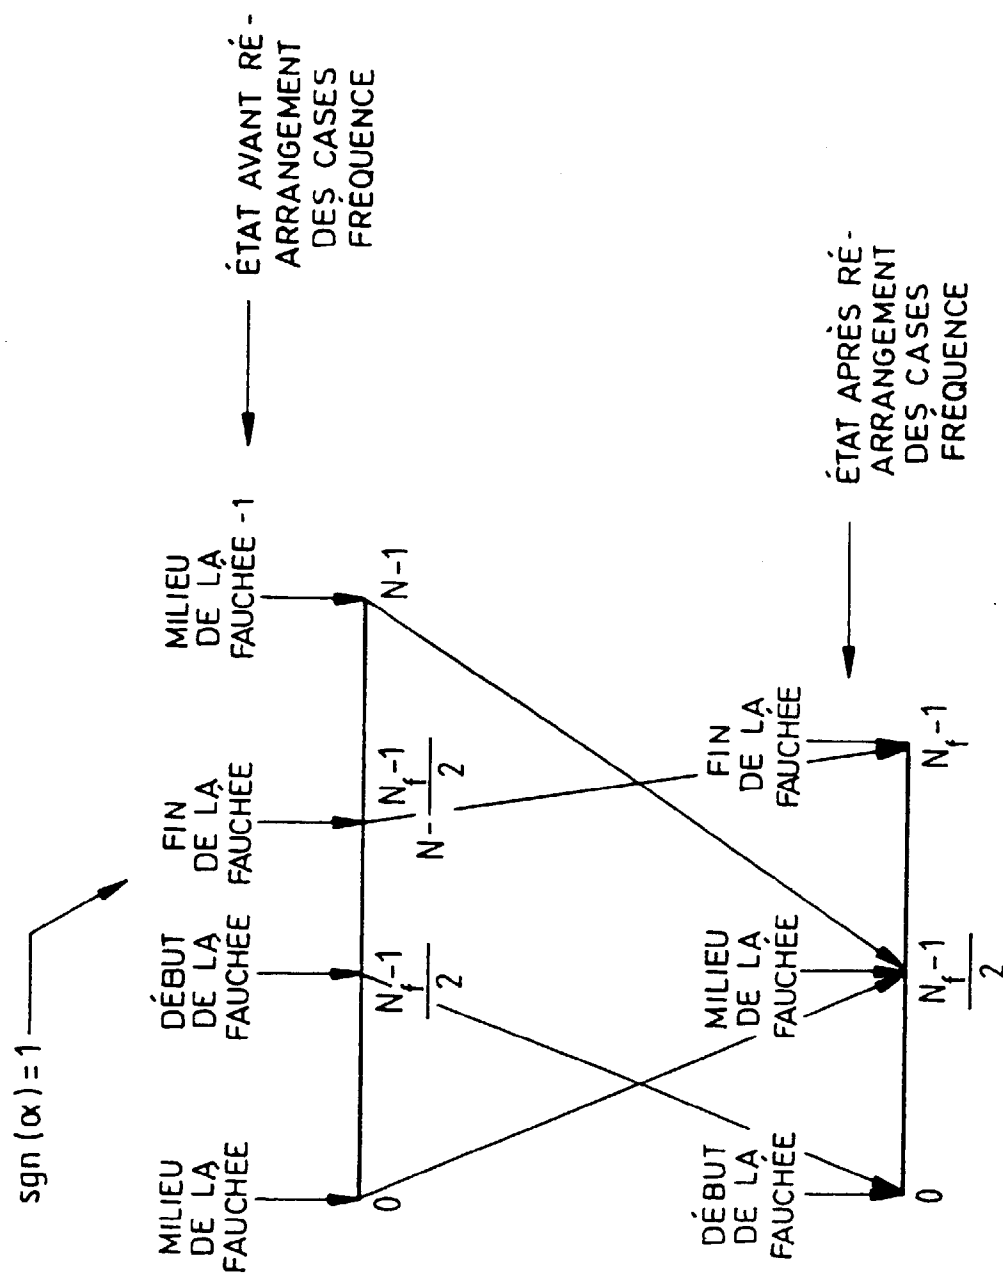 sgn (α) = 1
MILIEU
DE LA
FAUCHÉE
DÉBUT
DE LA
FAUCHÉE
FIN
DE LA
FAUCHÉE
MILIEU
DE LA
FAUCHÉE -1
ÉTAT AVANT RÉ-
ARRANGEMENT
DES CASES
FRÉQUENCE
0
N_f-1
2
N- N_f-1
2
N-1
DÉBUT
DE LA
FAUCHÉE
MILIEU
DE LA
FAUCHÉE
FIN
DE LA
FAUCHÉE
ÉTAT APRÈS RÉ-
ARRANGEMENT
DES CASES
FRÉQUENCE
0
N_f-1
2
N_f-1